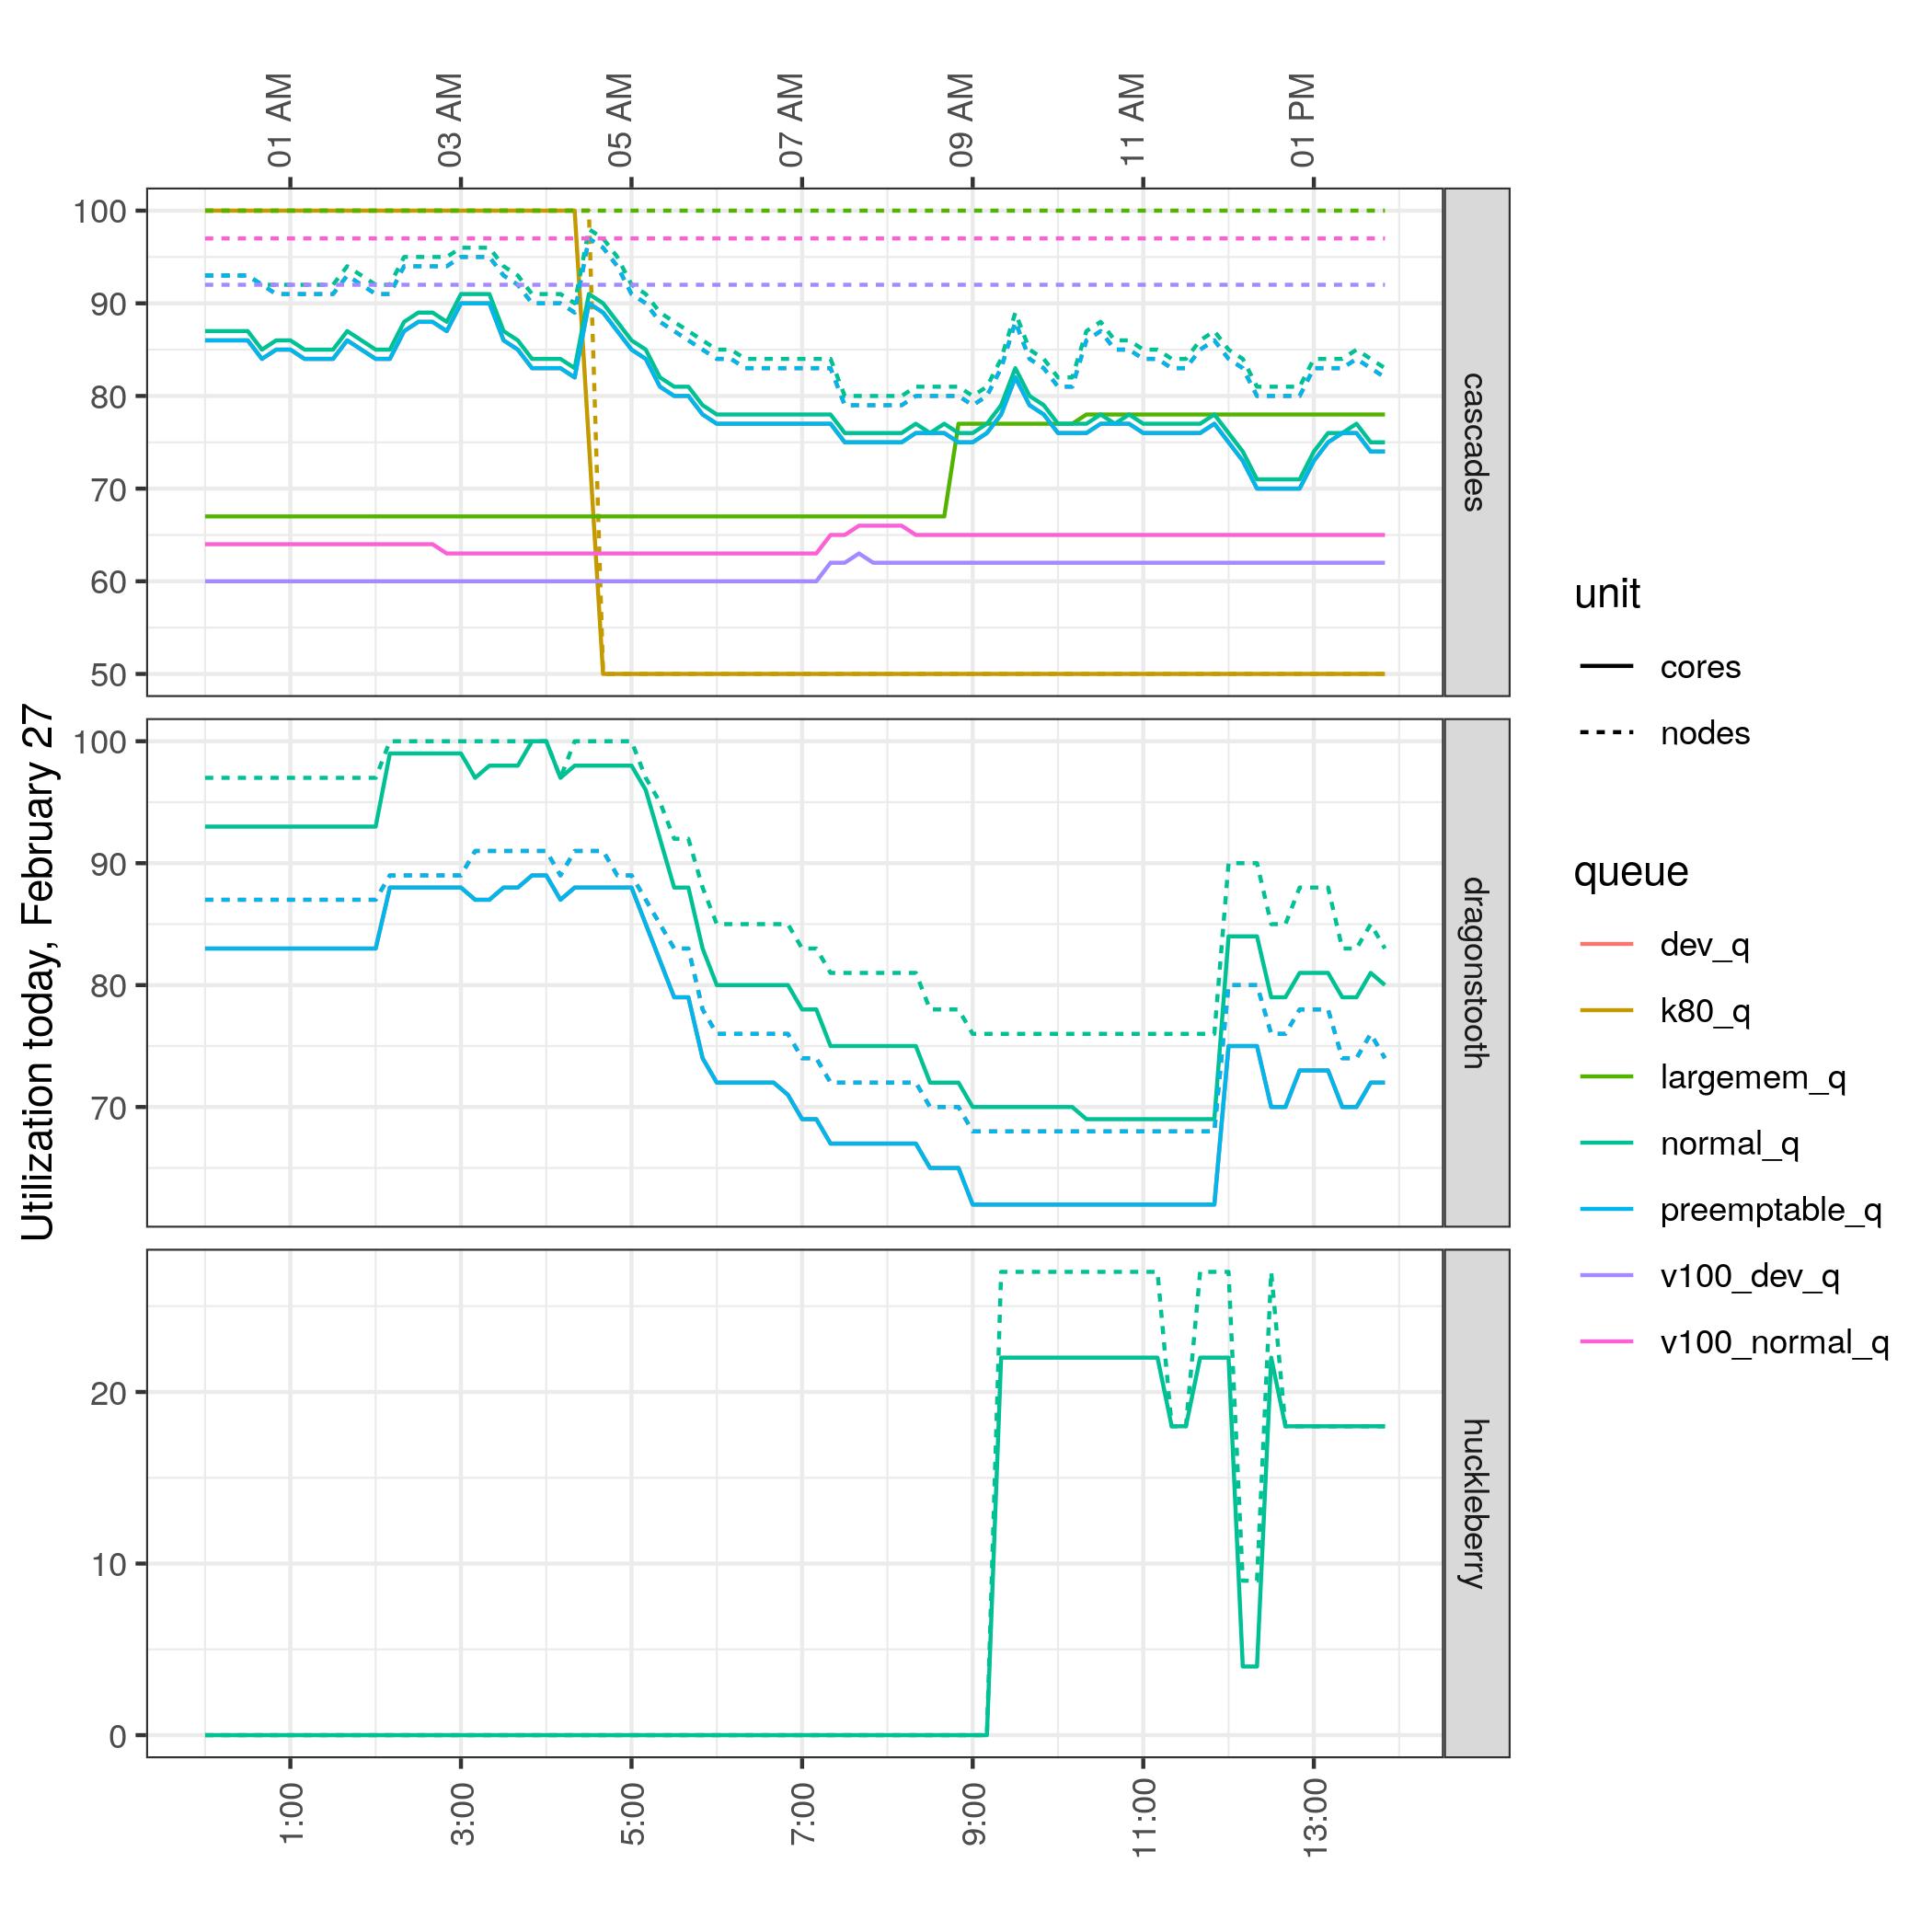 01 AM
03 AM
05 AM
07 AM
09 AM
11 AM
01 PM
Utilization today, February 27
100
90
80
70
60
50
cascades
100
90
80
70
dragonstooth
20
10
0
huckleberry
1:00
3:00
5:00
7:00
9:00
11:00
13:00
unit
cores
nodes
queue
dev_q
k80_q
largemem_q
normal_q
preemptable_q
v100_dev_q
v100_normal_q